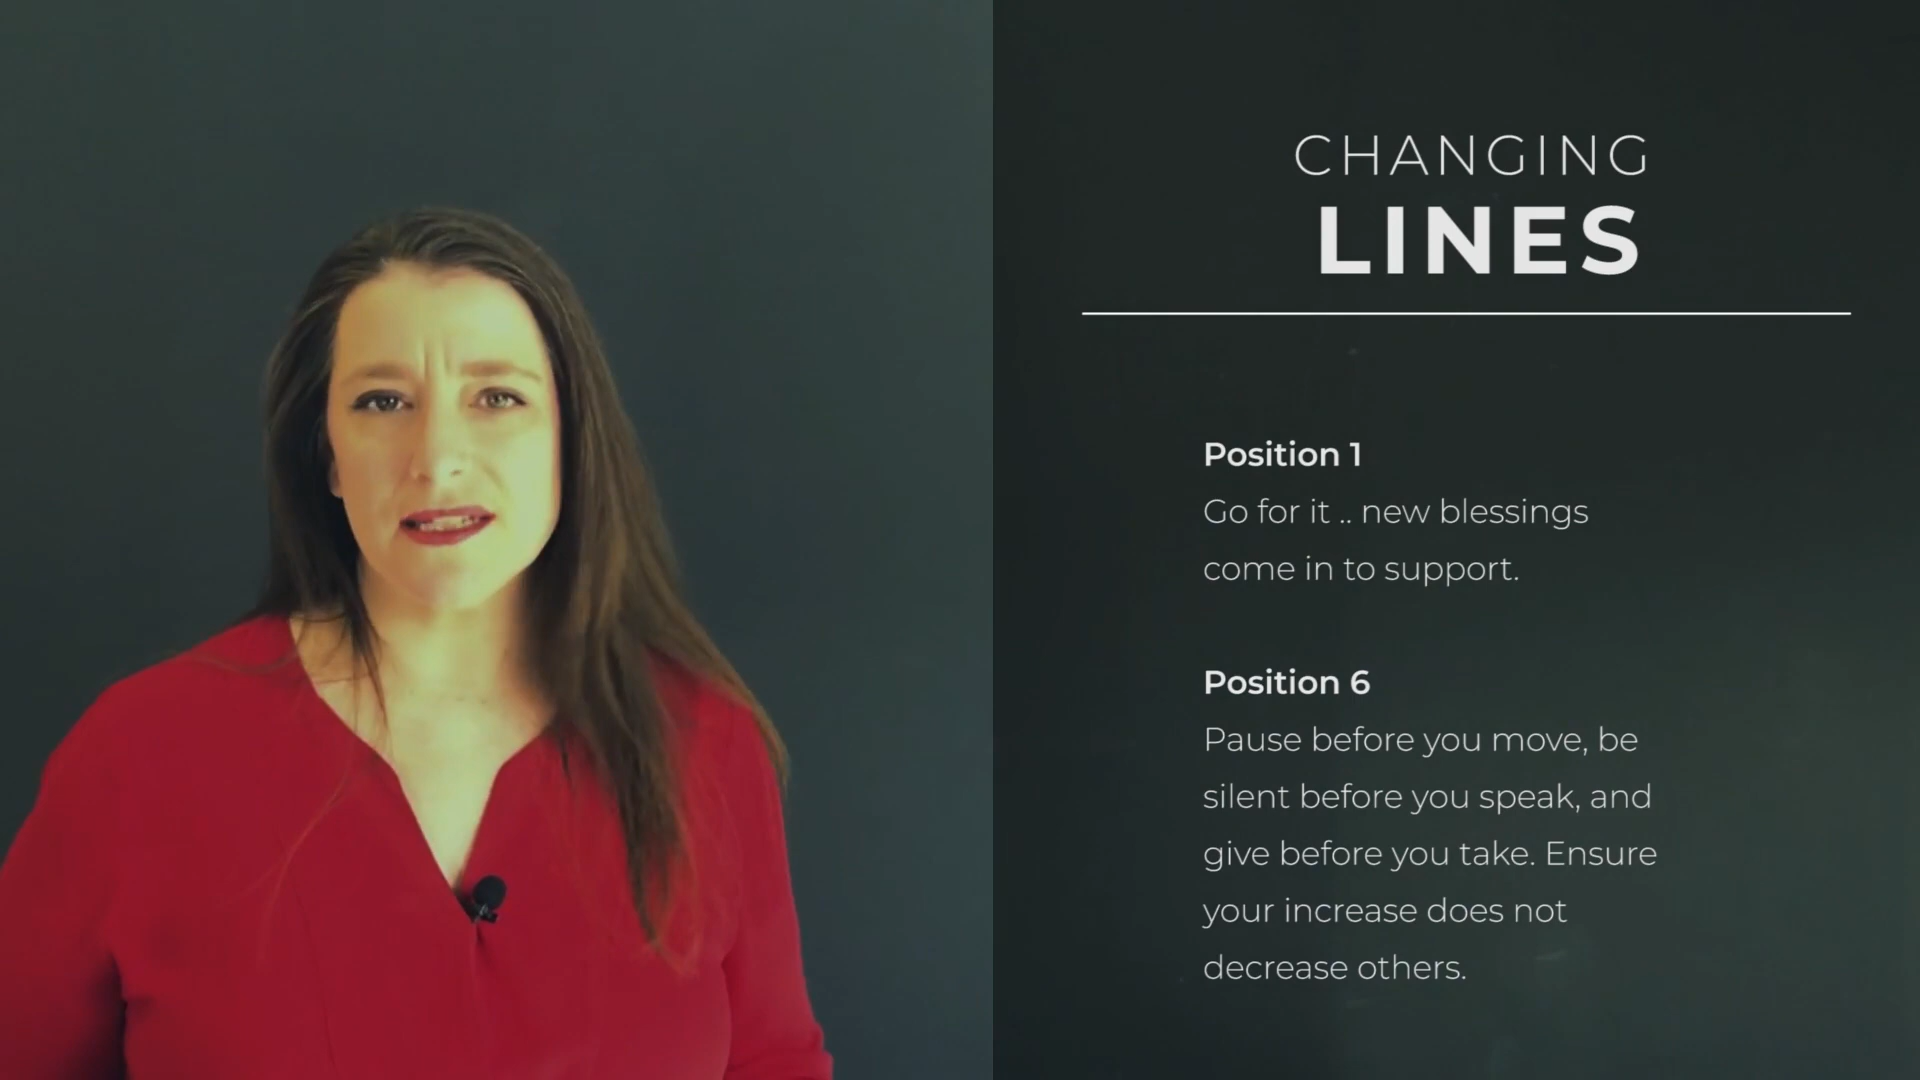 CHANGING
LINES
Position 1
Go for it .. new blessings
come in to support.
Position 6
Pause before you move, be
silent before you speak, and
give before you take. Ensure
your increase does not
decrease others.